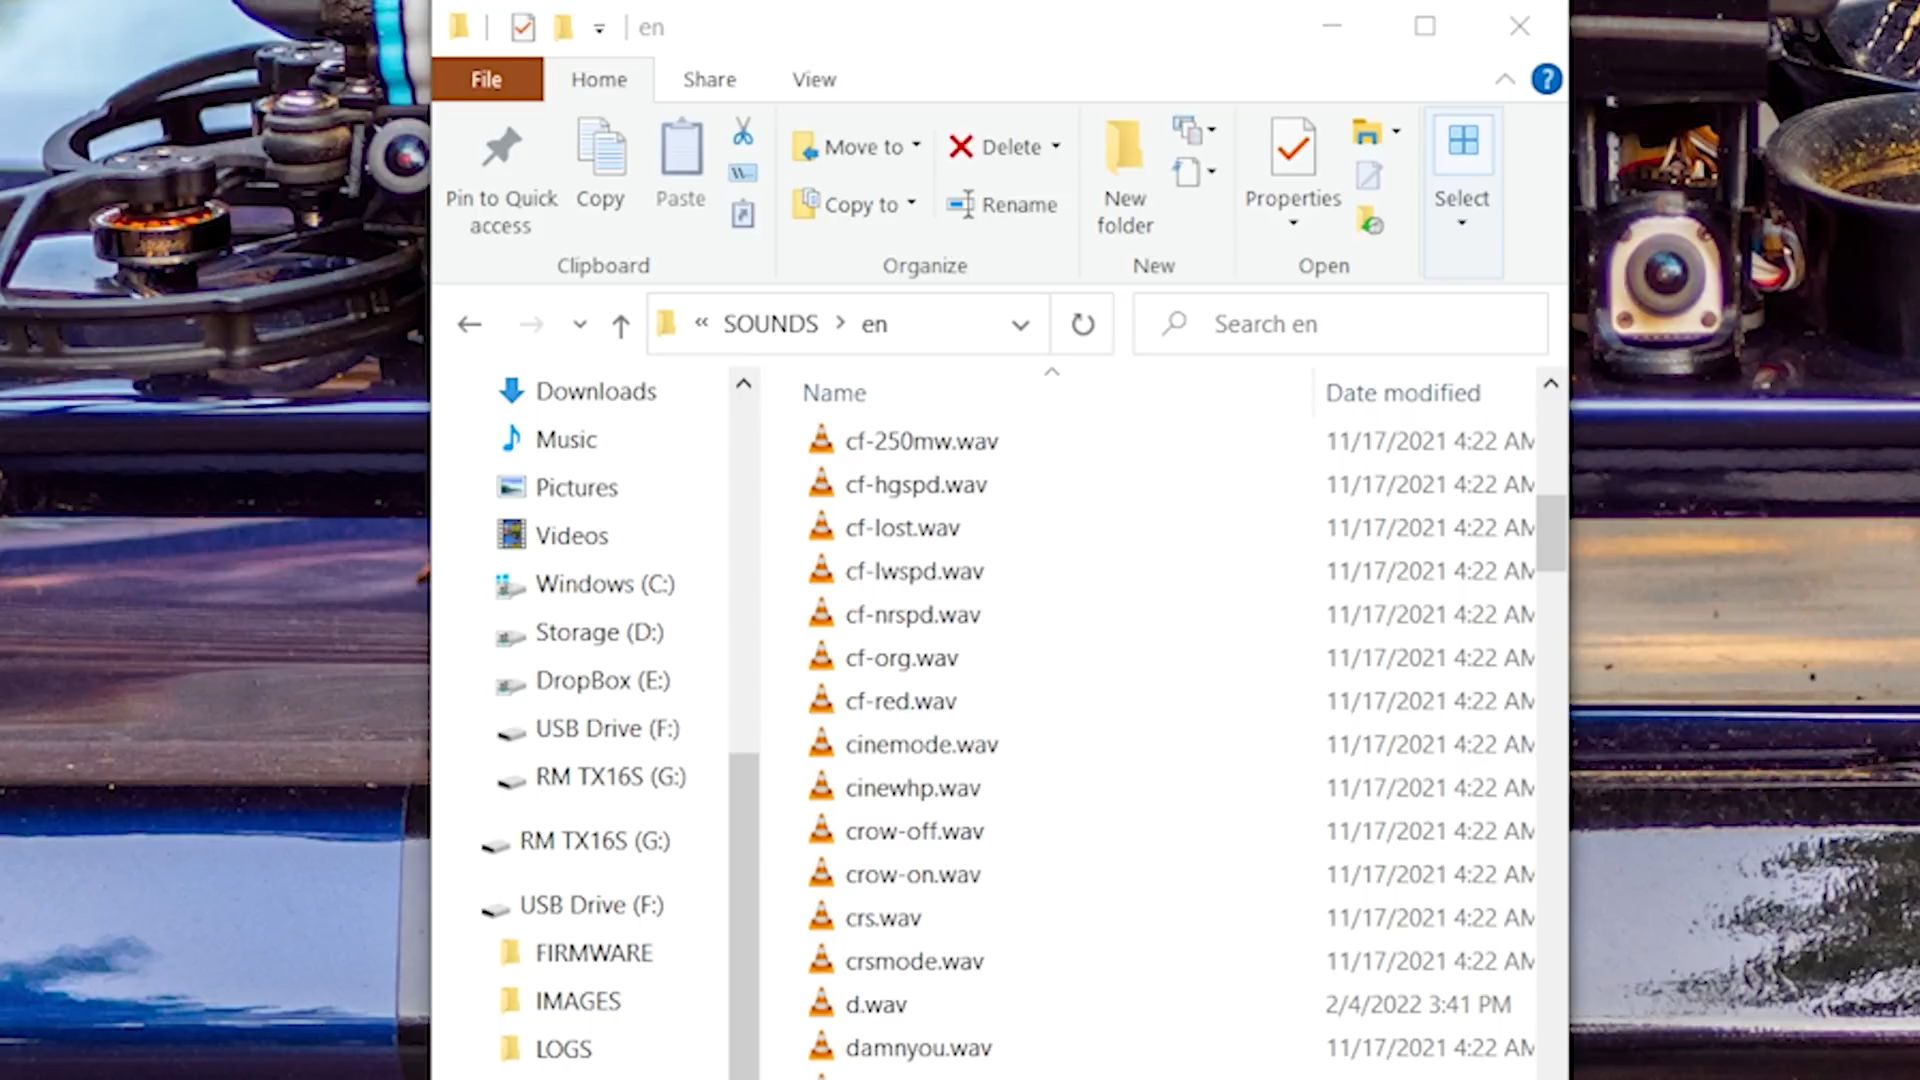 en
File
Home
Share
View
Pin to Quick access
Copy
Paste
Move to
Copy to
Delete
Rename
New folder
Properties
Select
Clipboard
Organize
New
Open
« SOUNDS > en
Search en
Downloads
Music
Pictures
Videos
Windows (C:)
Storage (D:)
DropBox (E:)
USB Drive (F:)
RM TX16S (G:)
RM TX16S (G:)
USB Drive (F:)
FIRMWARE
IMAGES
LOGS
Name Date modified
cf-250mw.wav 11/17/2021 4:22 AM
cf-hgspd.wav 11/17/2021 4:22 AM
cf-lost.wav 11/17/2021 4:22 AM
cf-lwspd.wav 11/17/2021 4:22 AM
cf-nrspd.wav 11/17/2021 4:22 AM
cf-org.wav 11/17/2021 4:22 AM
cf-red.wav 11/17/2021 4:22 AM
cinemode.wav 11/17/2021 4:22 AM
cinewhp.wav 11/17/2021 4:22 AM
crow-off.wav 11/17/2021 4:22 AM
crow-on.wav 11/17/2021 4:22 AM
crs.wav 11/17/2021 4:22 AM
crsmode.wav 11/17/2021 4:22 AM
d.wav 2/4/2022 3:41 PM
damnyou.wav 11/17/2021 4:22 AM